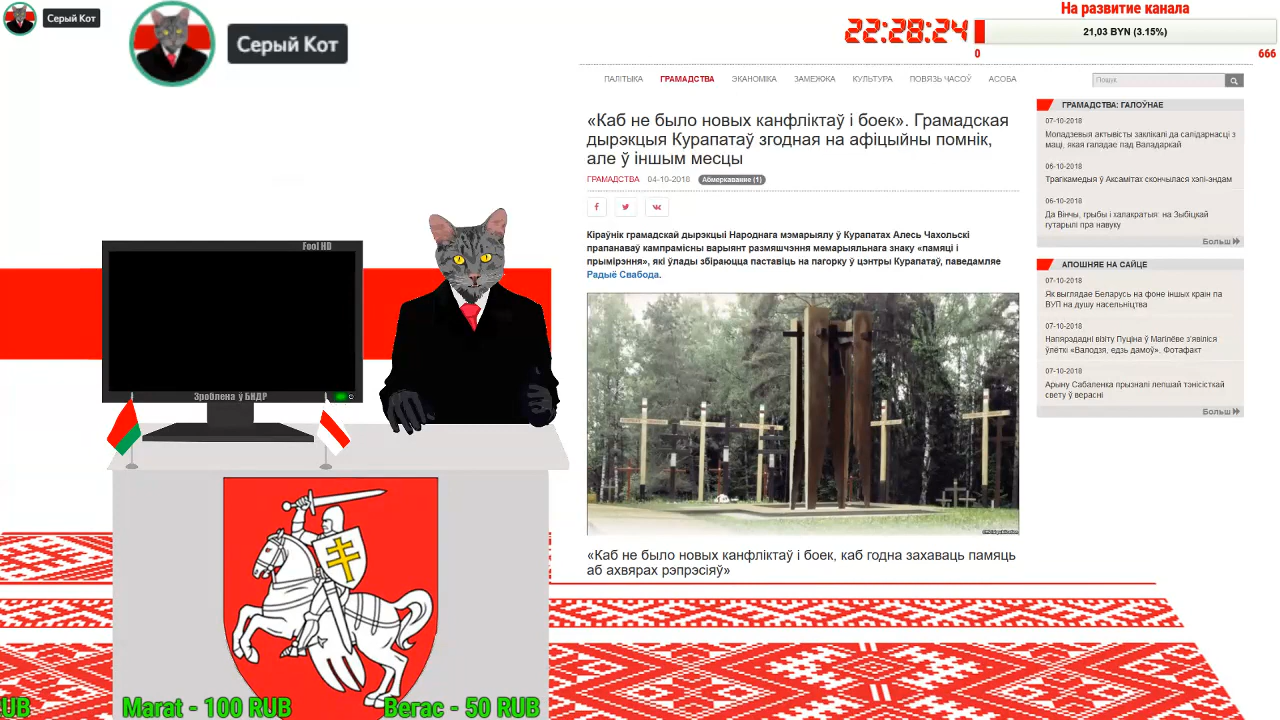 Серый Кот
Серый Кот
22:28:24
На развитие канала
21,03 BYN (3.15%)
0
666
ПАЛІТЫКА ГРАМАДСТВА ЭКАНОМІКА ЗАМЕЖЖА КУЛЬТУРА ПОВЯЗЬ ЧАСОЎ АСОБА
Пошук
«Каб не было новых канфліктаў і боек». Грамадская
дырэкцыя Курапатаў згодная на афіцыйны помнік,
але ў іншым месцы
ГРАМАДСТВА 04-10-2018 Абмеркаванне (1)
Кіраўнік грамадскай дырэкцыі Народнага мэмарыялу ў Курапатах Алесь Чахольскі
прапанаваў кампрамісны варыянт размяшчэння мемарыяльнага знаку «памяці і
прымірэння», які ўлады збіраюцца паставіць на пагорку ў цэнтры Курапатаў, паведамляе
Радыё Свабода.
«Каб не было новых канфліктаў і боек, каб годна захаваць памяць
аб ахвярах рэпрэсіяў»
ГРАМАДСТВА: ГАЛОЎНАЕ
07-10-2018
Моладзевыя актывісты заклікалі да салідарнасці з
маці, якая галадае пад Валадаркай
06-10-2018
Трагікамедыя ў Аксамітах скончылася хэпі-эндам
06-10-2018
Да Вінчы, грыбы і халакратыя: на Зыбіцкай
гутарылі пра навуку
Больш
АПОШНЯЕ НА САЙЦЕ
07-10-2018
Як выглядае Беларусь на фоне іншых краін па
ВУП на душу насельніцтва
07-10-2018
Напярэдадні візіту Пуціна ў Магілёве з'явіліся
ўлёткі «Валодзя, едзь дамоў». Фотафакт
07-10-2018
Арыну Сабаленка прызналі лепшай тэнісісткай
свету ў верасні
Больш
Fool HD
Зроблена ў БНДР
UB Marat - 100 RUB Вегас - 50 RUB